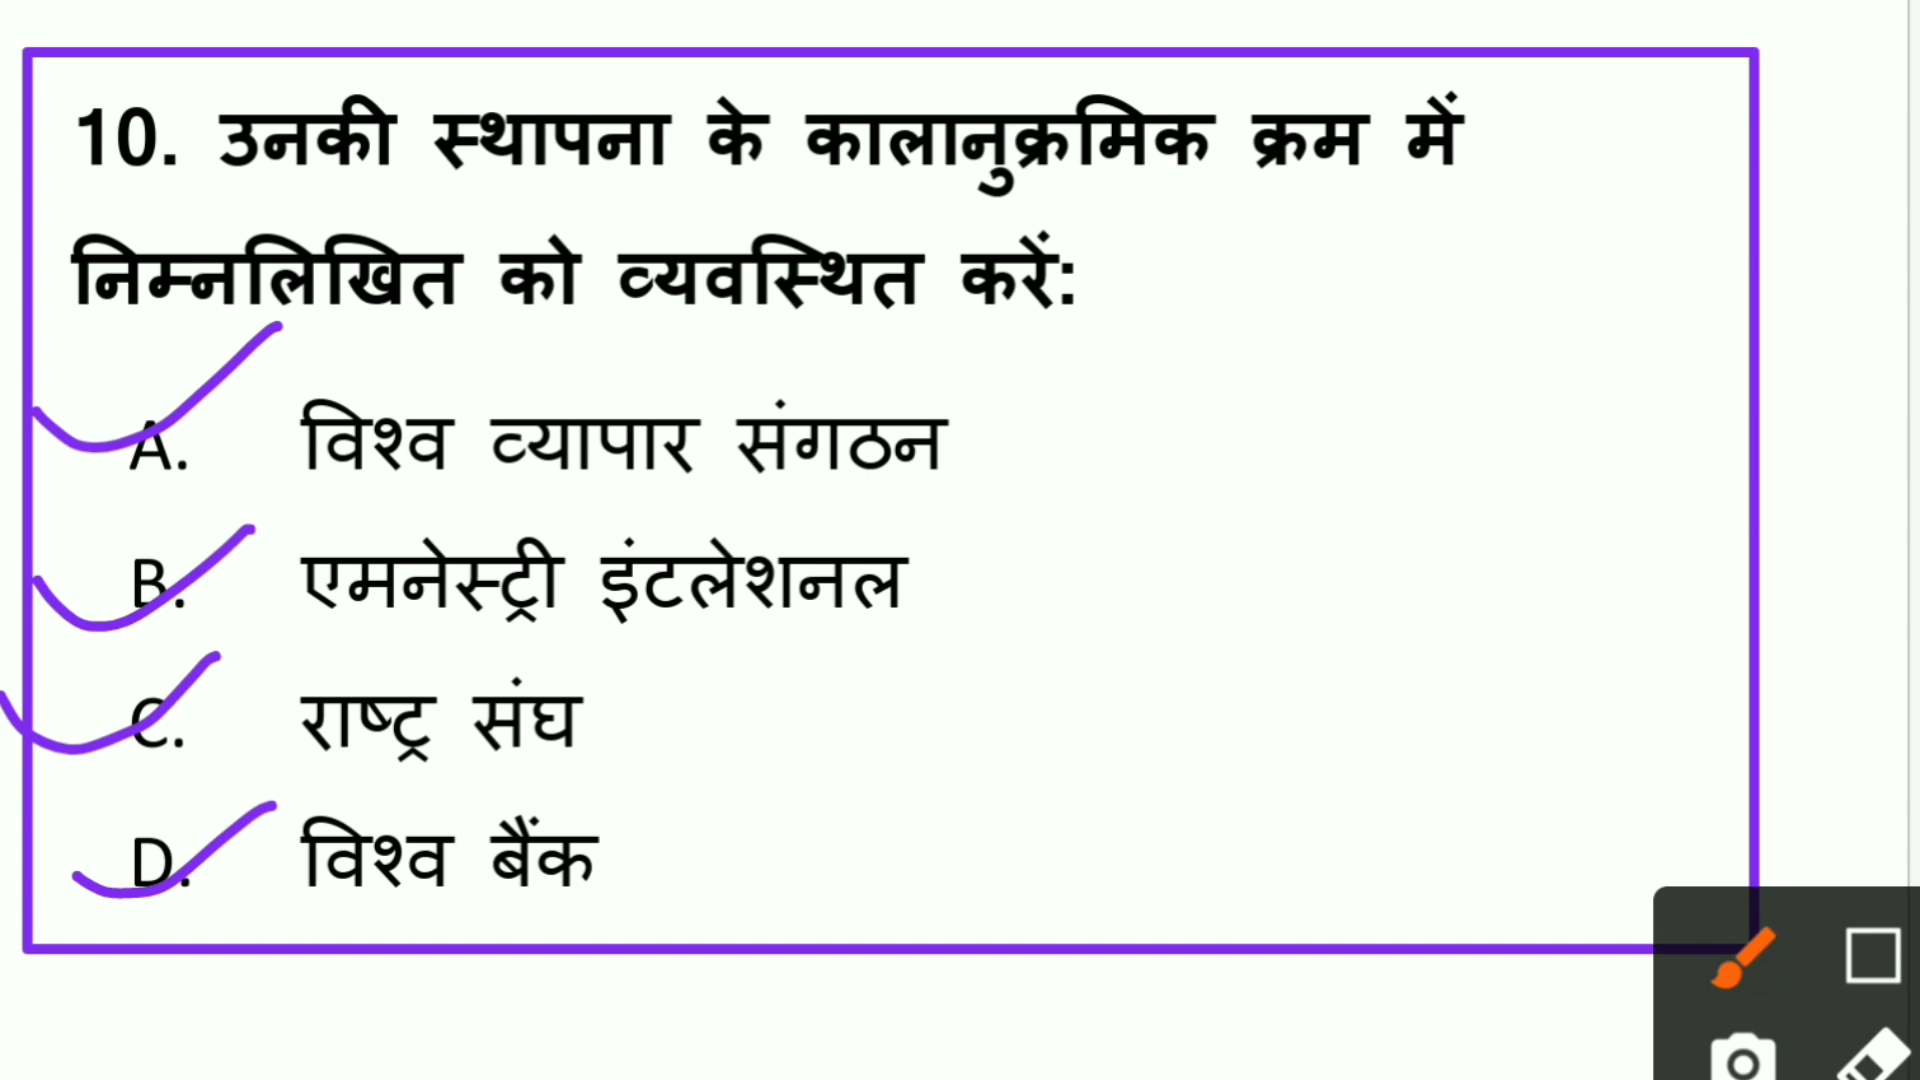 10. उनकी स्थापना के कालानुक्रमिक क्रम में
निम्नलिखित को व्यवस्थित करें:
A. विश्व व्यापार संगठन
B. एमनेस्ट्री इंटलेशनल
C. राष्ट्र संघ
D. विश्व बैंक